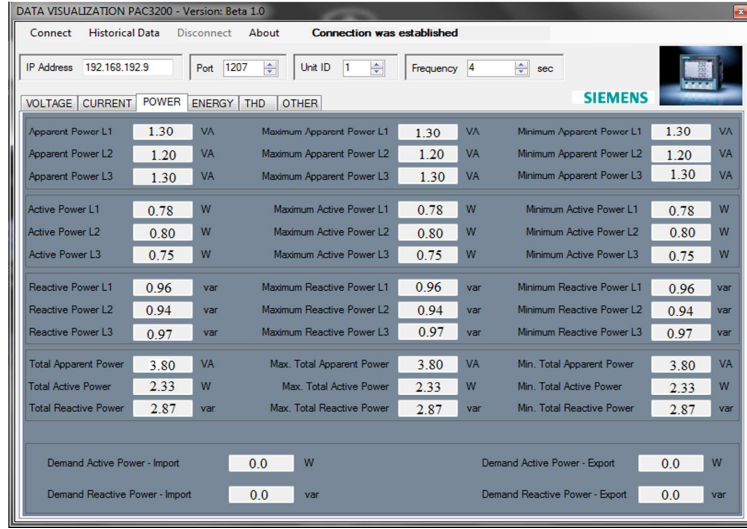 DATA VISUALIZATION PAC3200 - Version: Beta 1.0
Connect Historical Data Disconnect About Connection was established
IP Address 192.168.192.9 Port 1207 Unit ID 1 Frequency 4 sec
SIEMENS
VOLTAGE CURRENT POWER ENERGY THD OTHER
Apparent Power L1 1.30 VA Maximum Apparent Power L1 1.30 VA Minimum Apparent Power L1 1.30 VA
Apparent Power L2 1.20 VA Maximum Apparent Power L2 1.20 VA Minimum Apparent Power L2 1.20 VA
Apparent Power L3 1.30 VA Maximum Apparent Power L3 1.30 VA Minimum Apparent Power L3 1.30 VA
Active Power L1 0.78 W Maximum Active Power L1 0.78 W Minimum Active Power L1 0.78 W
Active Power L2 0.80 W Maximum Active Power L2 0.80 W Minimum Active Power L2 0.80 W
Active Power L3 0.75 W Maximum Active Power L3 0.75 W Minimum Active Power L3 0.75 W
Reactive Power L1 0.96 var Maximum Reactive Power L1 0.96 var Minimum Reactive Power L1 0.96 var
Reactive Power L2 0.94 var Maximum Reactive Power L2 0.94 var Minimum Reactive Power L2 0.94 var
Reactive Power L3 0.97 var Maximum Reactive Power L3 0.97 var Minimum Reactive Power L3 0.97 var
Total Apparent Power 3.80 VA Max. Total Apparent Power 3.80 VA Min. Total Apparent Power 3.80 VA
Total Active Power 2.33 W Max. Total Active Power 2.33 W Min. Total Active Power 2.33 W
Total Reactive Power 2.87 var Max. Total Reactive Power 2.87 var Min. Total Reactive Power 2.87 var
Demand Active Power - Import 0.0 W Demand Active Power - Export 0.0 W
Demand Reactive Power - Import 0.0 var Demand Reactive Power - Export 0.0 var